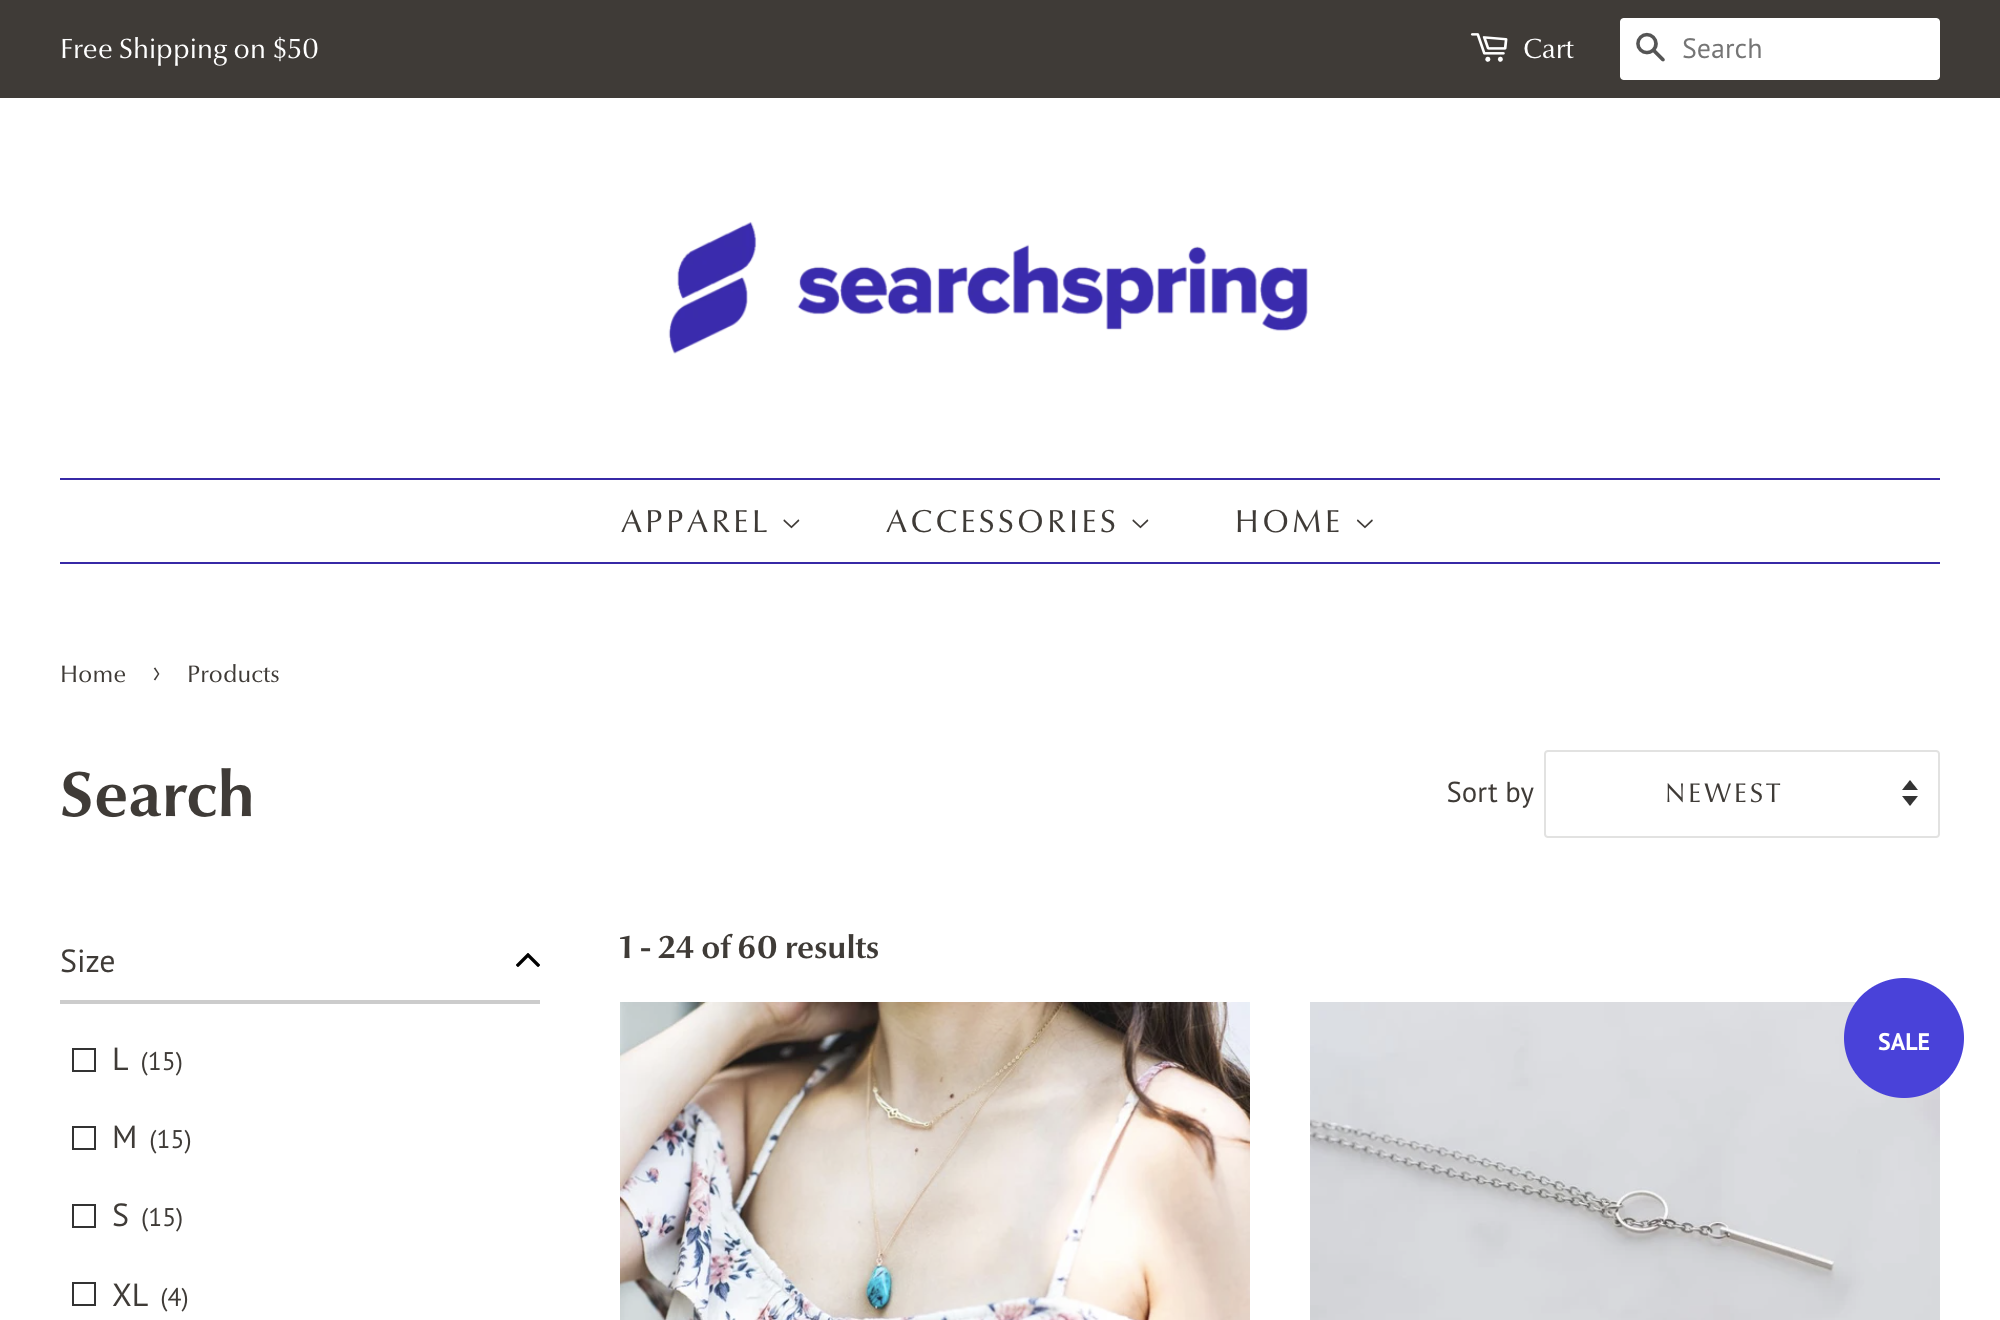 Free Shipping on $50
Cart
Search
searchspring
APPAREL
ACCESSORIES
HOME
Home › Products
Search
Sort by
NEWEST
Size
1 - 24 of 60 results
SALE
L (15)
M (15)
S (15)
XL (4)